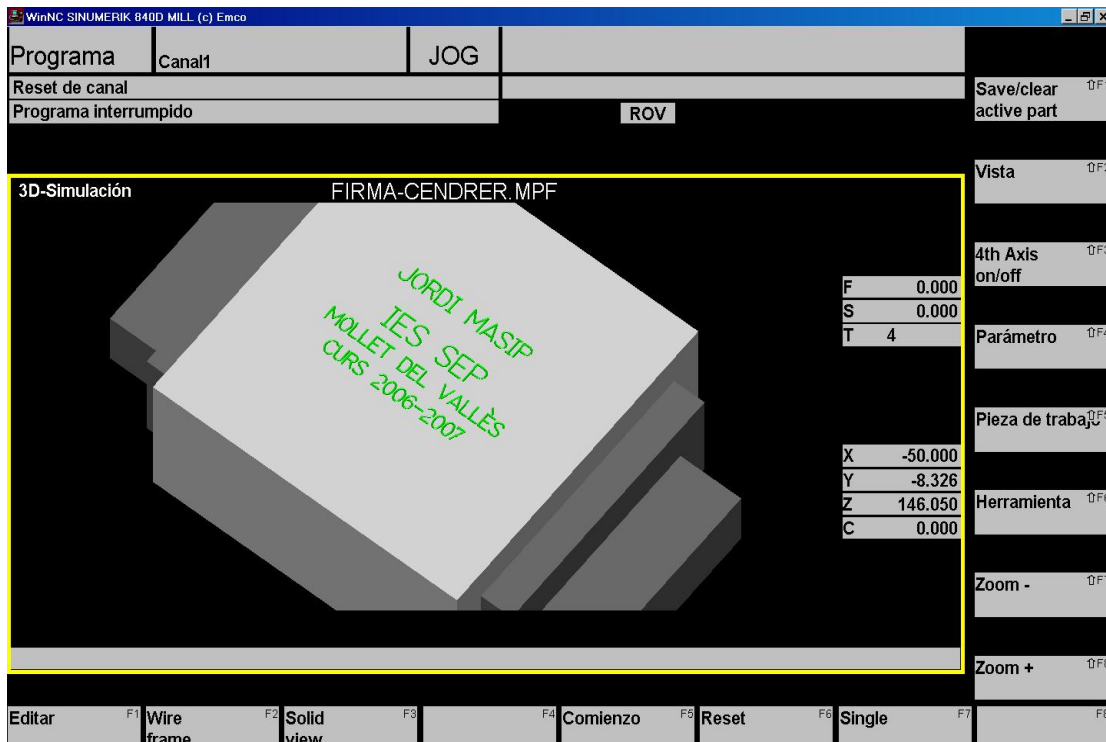 WinNC SINUMERIK 840D MILL (c) Emco
Programa
Canal1
JOG
Reset de canal
Programa interrumpido
ROV
3D-Simulación
FIRMA-CENDRER.MPF
JORDI MASIP
IES SEP
MOLLET DEL VALLÈS
CURS 2006-2007
F 0.000
S 0.000
T 4
X -50.000
Y -8.326
Z 146.050
C 0.000
Save/clear
active part
Vista
4th Axis
on/off
Parámetro
Pieza de trabajo
Herramienta
Zoom -
Zoom +
Editar F1
Wire F2
frame
Solid F3
view
F4
Comienzo F5
Reset F6
Single F7
F8